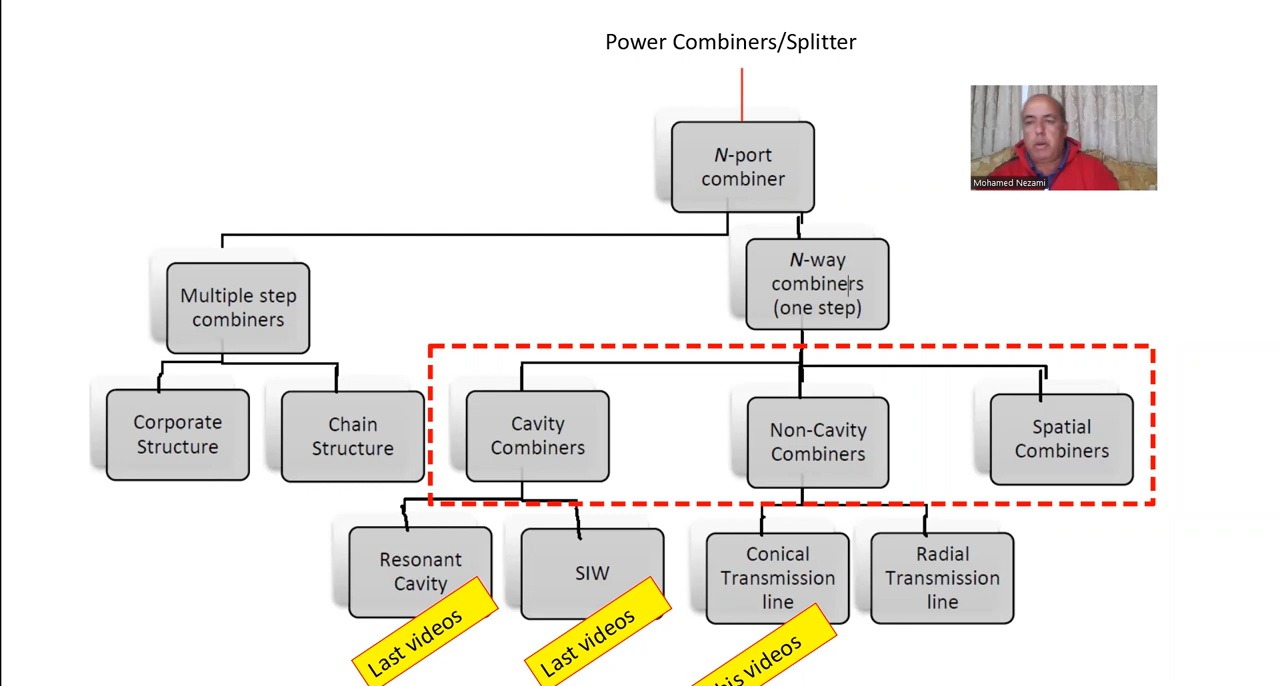 Power Combiners/Splitter
N-port
combiner
Mohamed Nezami
N-way
combiners
(one step)
Multiple step
combiners
Corporate
Structure
Chain
Structure
Cavity
Combiners
Non-Cavity
Combiners
Spatial
Combiners
Resonant
Cavity
SIW
Conical
Transmission
line
Radial
Transmission
line
Last videos
Last videos
videos